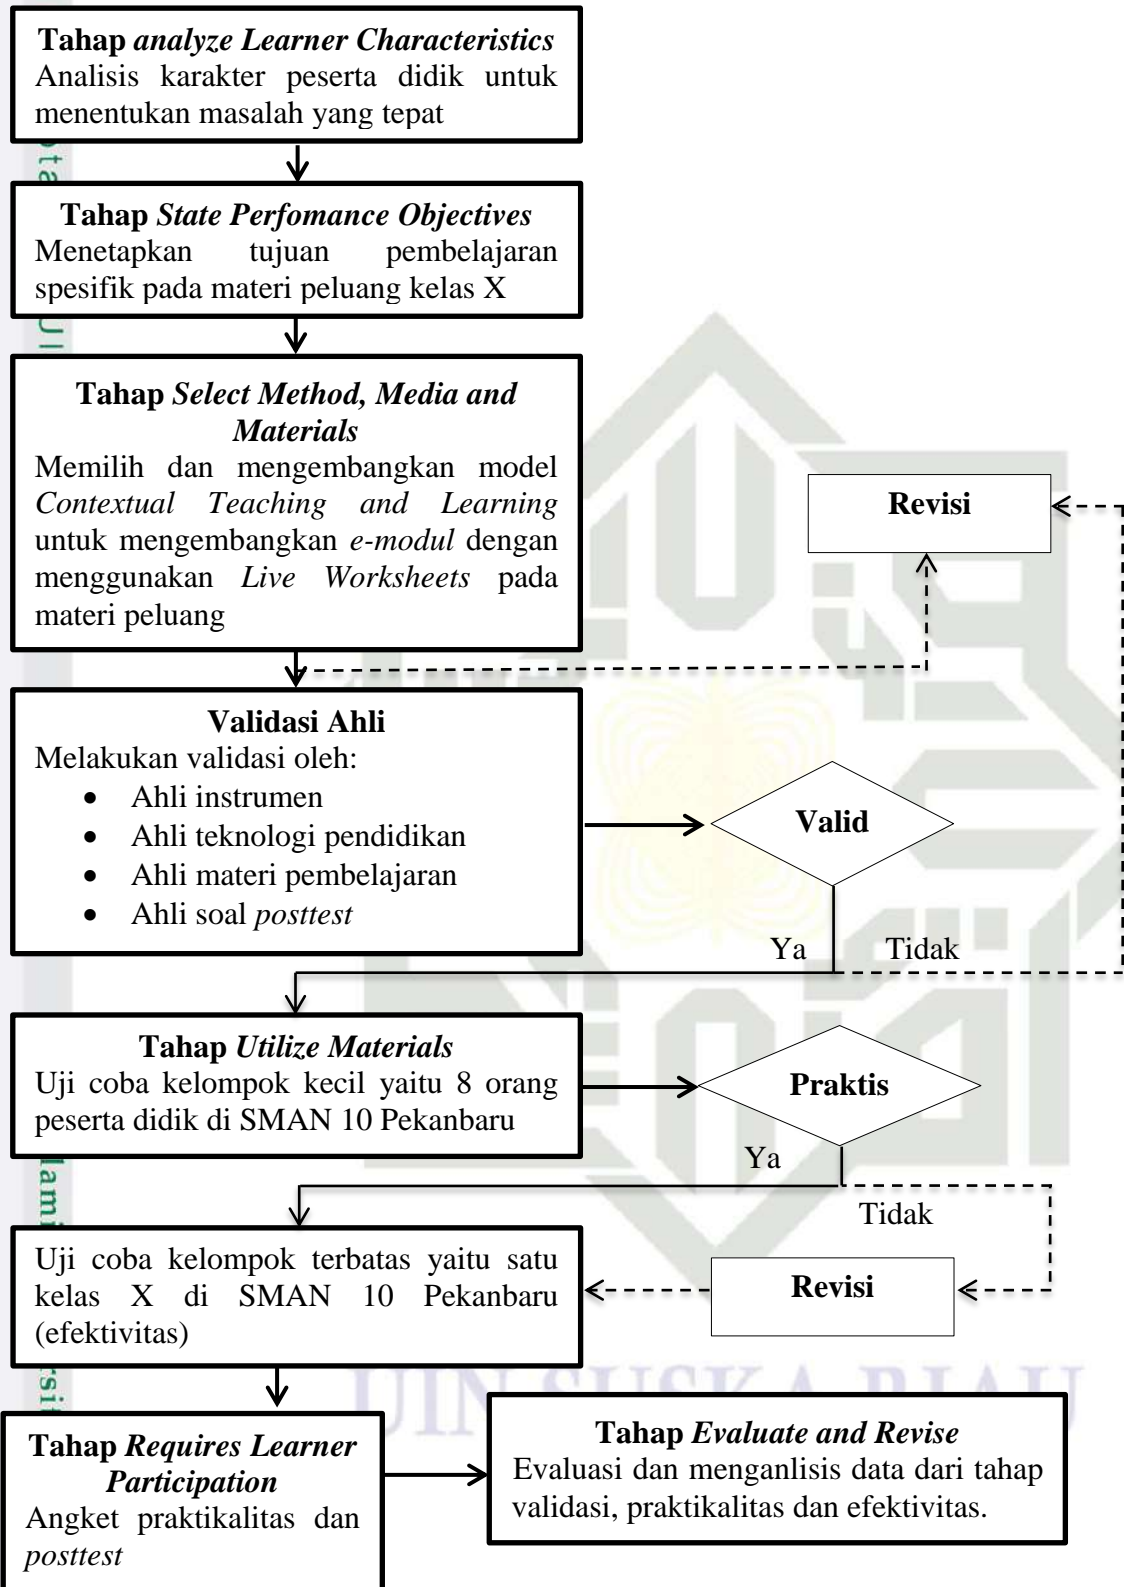 Tahap analyze Learner Characteristics
Analisis karakter peserta didik untuk
menentukan masalah yang tepat
Tahap State Perfomance Objectives
Menetapkan tujuan pembelajaran
spesifik pada materi peluang kelas X
Tahap Select Method, Media and
Materials
Memilih dan mengembangkan model
Contextual Teaching and Learning
untuk mengembangkan e-modul dengan
menggunakan Live Worksheets pada
materi peluang
Revisi
Validasi Ahli
Melakukan validasi oleh:
• Ahli instrumen
• Ahli teknologi pendidikan
• Ahli materi pembelajaran
• Ahli soal posttest
Valid
Ya
Tidak
Tahap Utilize Materials
Uji coba kelompok kecil yaitu 8 orang
peserta didik di SMAN 10 Pekanbaru
Praktis
Ya
Tidak
Uji coba kelompok terbatas yaitu satu
kelas X di SMAN 10 Pekanbaru
(efektivitas)
Revisi
UIN SUSKA RIAU
Tahap Requires Learner
Participation
Angket praktikalitas dan
posttest
Tahap Evaluate and Revise
Evaluasi dan menganlisis data dari tahap
validasi, praktikalitas dan efektivitas.